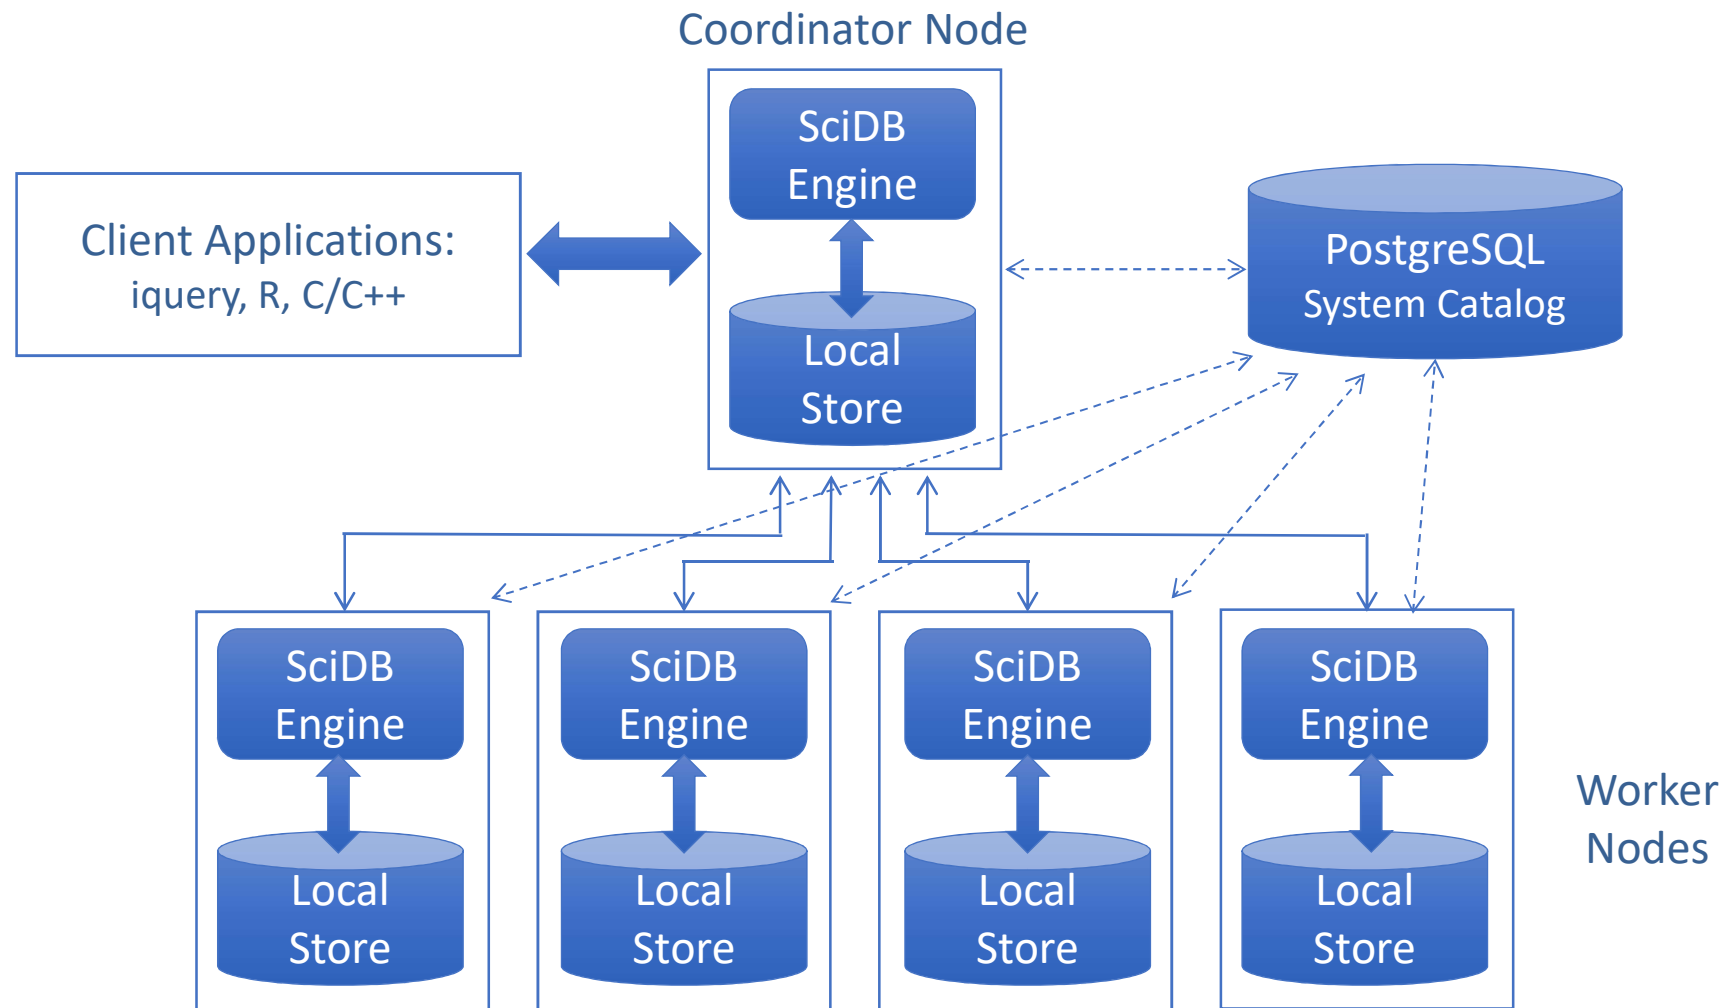 Coordinator Node
SciDB
Engine
Local
Store
Client Applications:
iquery, R, C/C++
PostgreSQL
System Catalog
SciDB
Engine
Local
Store
SciDB
Engine
Local
Store
SciDB
Engine
Local
Store
SciDB
Engine
Local
Store
Worker
Nodes